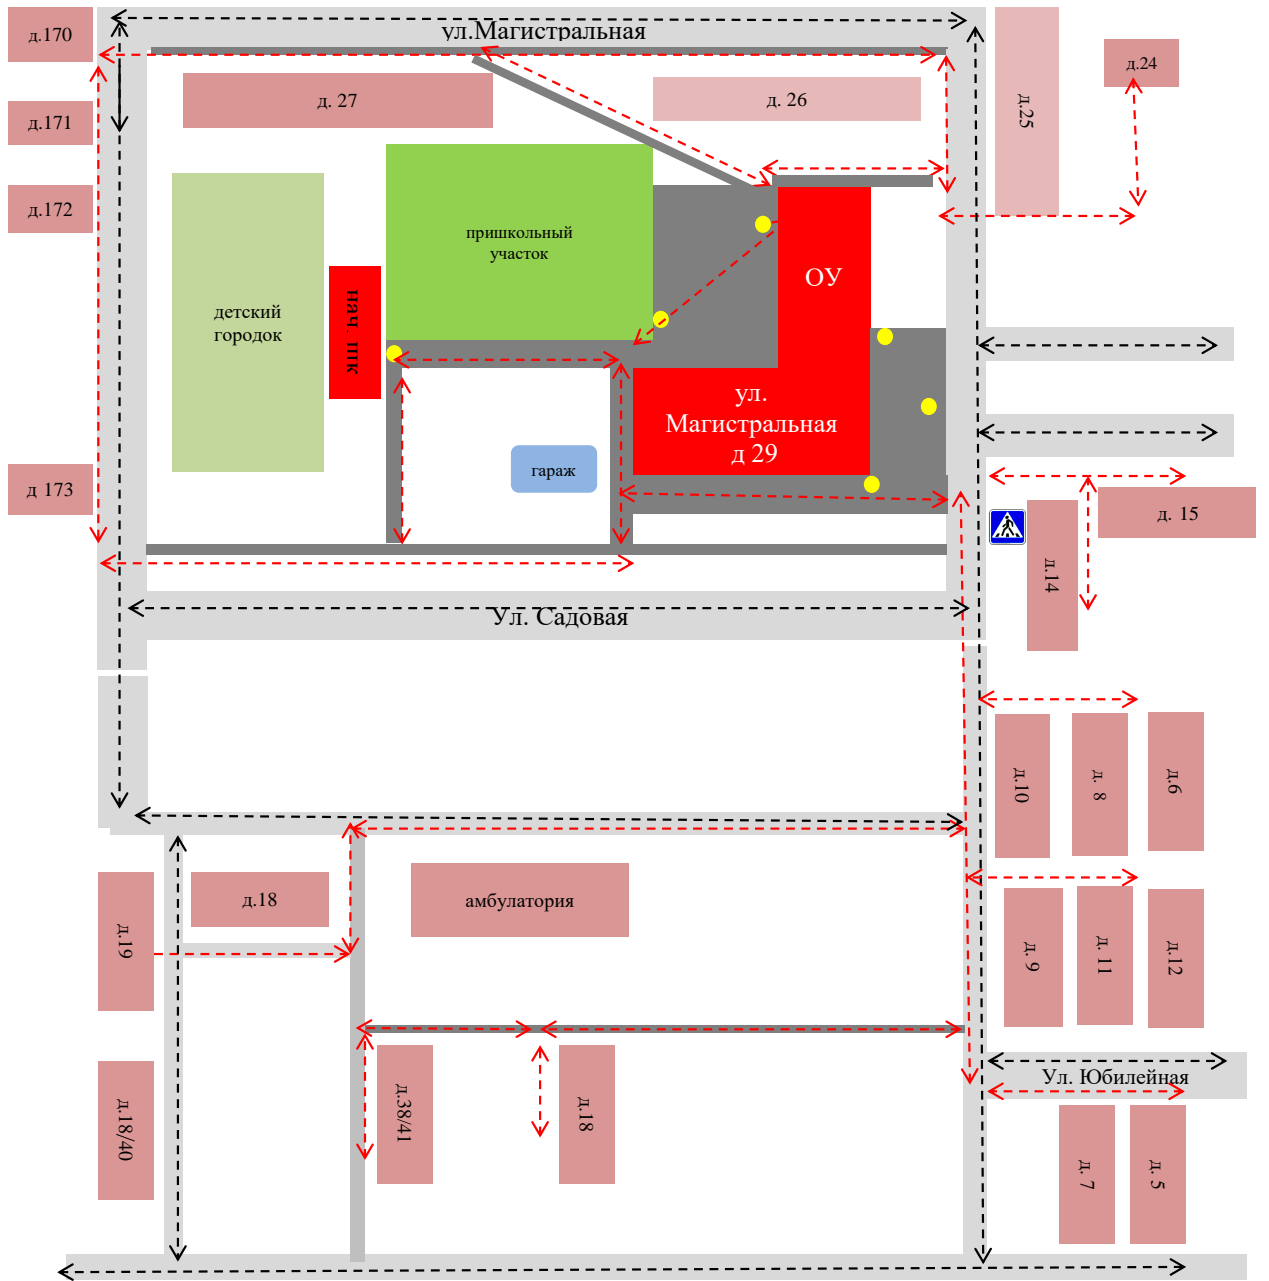 д.170
ул.Магистральная
д.24
д. 27
д. 26
д.25
д.171
д.172
пришкольный
участок
ОУ
детский
городок
нач. шк
ул.
Магистральная
д 29
гараж
д 173
д. 15
д.14
Ул. Садовая
д.10
д. 8
д.6
д.18
амбулатория
д.19
д. 9
д. 11
д.12
Ул. Юбилейная
д.18/40
д.38/41
д.18
д. 7
д. 5